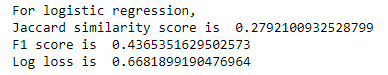 For logistic regression,
Jaccard similarity score is  0.2792100932528799
F1 score is  0.4365351629502573
Log loss is  0.6681899190476964